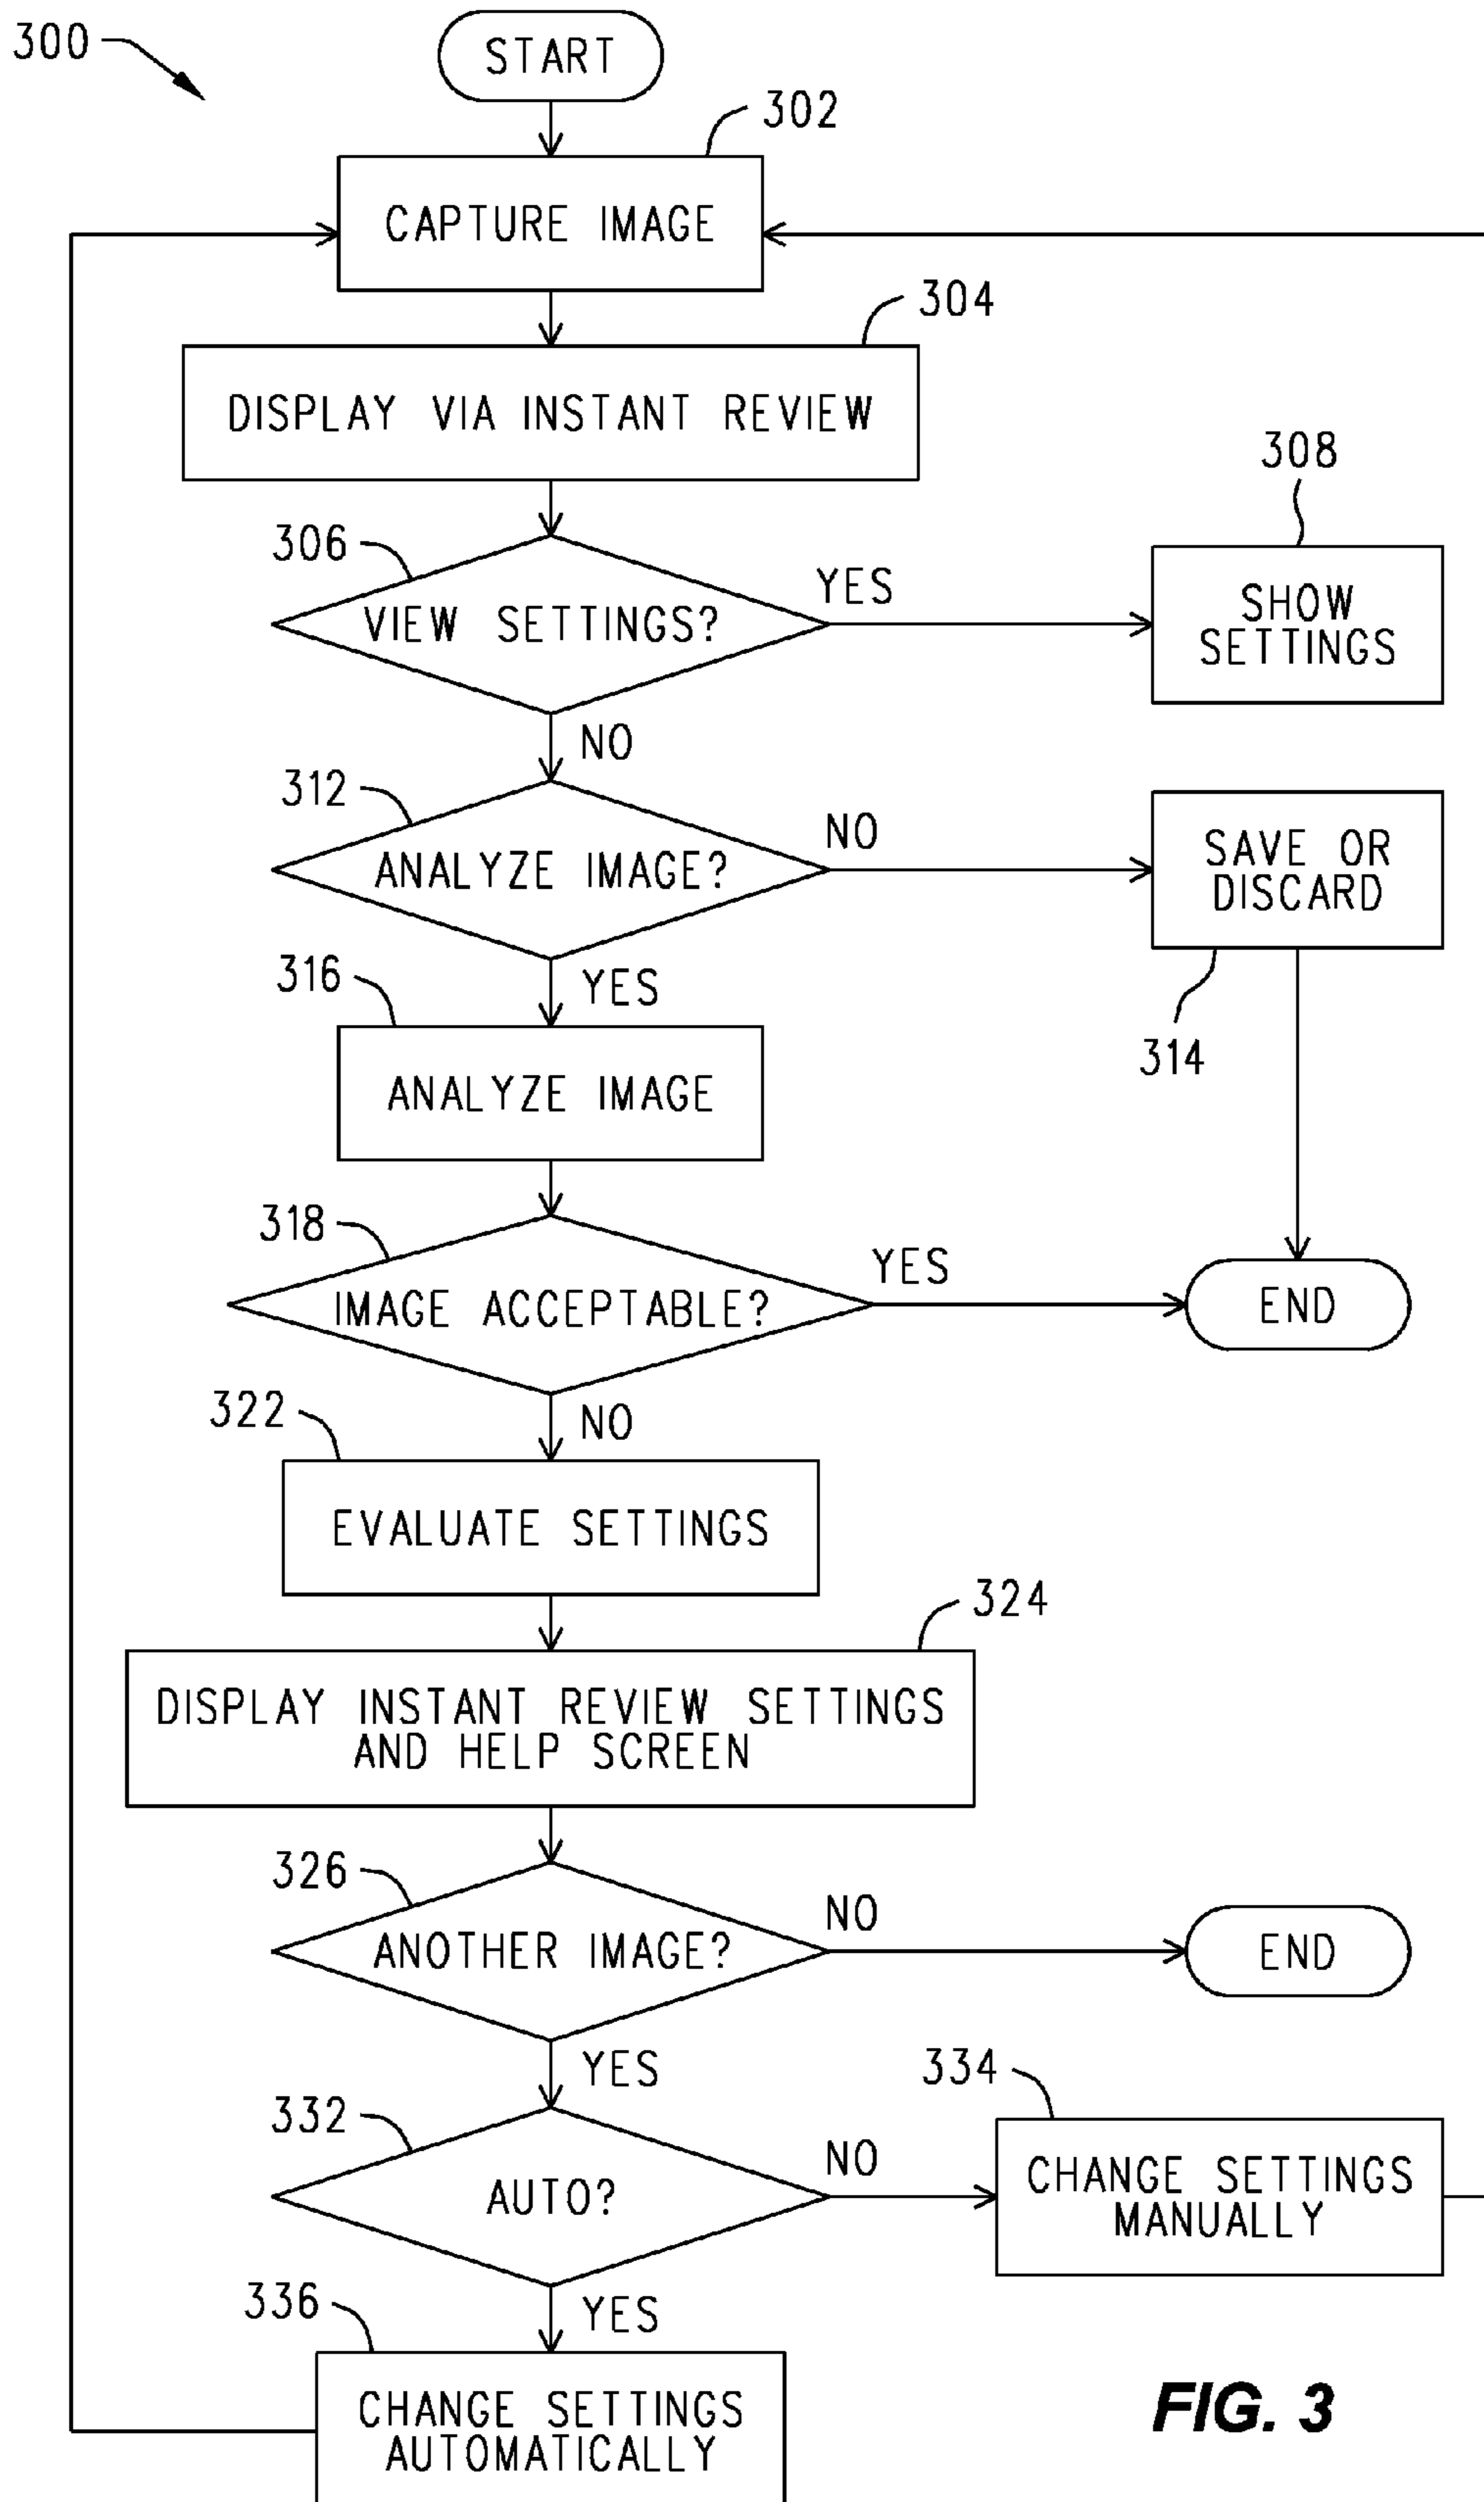 300
START
302
CAPTURE IMAGE
304
DISPLAY VIA INSTANT REVIEW
308
306
YES
VIEW SETTINGS?
SHOW
SETTINGS
NO
312
NO
ANALYZE IMAGE?
SAVE OR
DISCARD
316
YES
314
ANALYZE IMAGE
318
YES
IMAGE ACCEPTABLE?
END
322
NO
EVALUATE SETTINGS
324
DISPLAY INSTANT REVIEW SETTINGS
AND HELP SCREEN
326
NO
ANOTHER IMAGE?
END
YES
334
332
NO
AUTO?
CHANGE SETTINGS
MANUALLY
336
YES
CHANGE SETTINGS
AUTOMATICALLY
FIG. 3